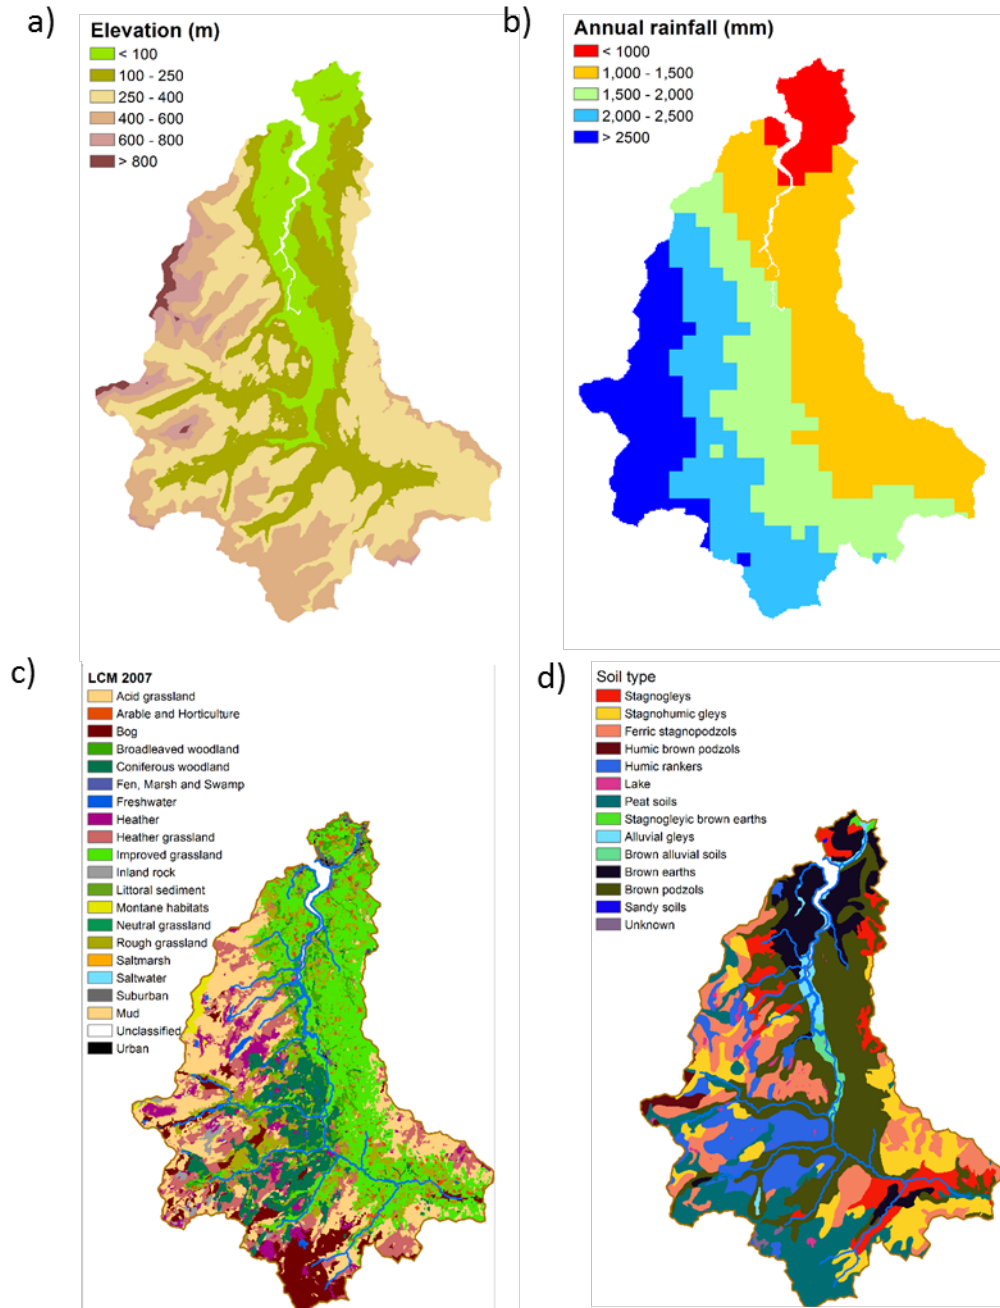 a)
Elevation (m)
< 100
100 - 250
250 - 400
400 - 600
600 - 800
> 800
b)
Annual rainfall (mm)
< 1000
1,000 - 1,500
1,500 - 2,000
2,000 - 2,500
> 2500
c)
LCM 2007
Acid grassland
Arable and Horticulture
Bog
Broadleaved woodland
Coniferous woodland
Fen, Marsh and Swamp
Freshwater
Heather
Heather grassland
Improved grassland
Inland rock
Littoral sediment
Montane habitats
Neutral grassland
Rough grassland
Saltmarsh
Saltwater
Suburban
Mud
Unclassified
Urban
d)
Soil type
Stagnogleys
Stagnohumic gleys
Ferric stagnopodzols
Humic brown podzols
Humic rankers
Lake
Peat soils
Stagnogleyic brown earths
Alluvial gleys
Brown alluvial soils
Brown earths
Brown podzols
Sandy soils
Unknown